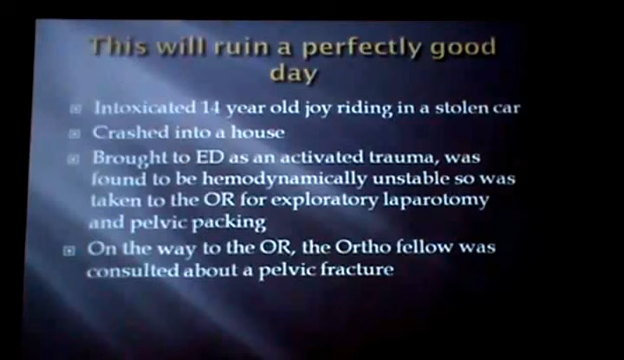 This will ruin a perfectly good
day
Intoxicated 14 year old joy riding in a stolen car
Crashed into a house
Brought to ED as an activated trauma, was
found to be hemodynamically unstable so was
taken to the OR for exploratory laparotomy
and pelvic packing
On the way to the OR, the Ortho fellow was
consulted about a pelvic fracture